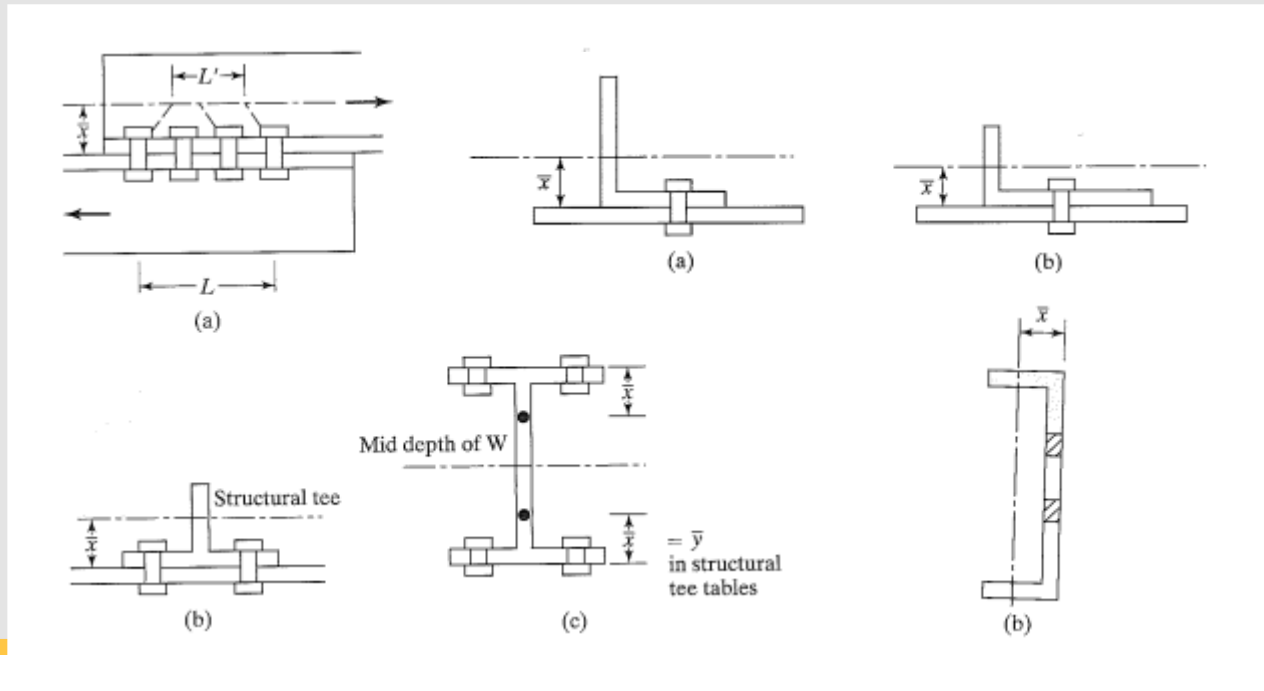 L'
x̄
L
(a)
x̄
(a)
x̄
(b)
x̄
Structural tee
x̄
(b)
Mid depth of W
x̄
x̄
= ȳ
in structural
tee tables
(c)
x̄
(b)